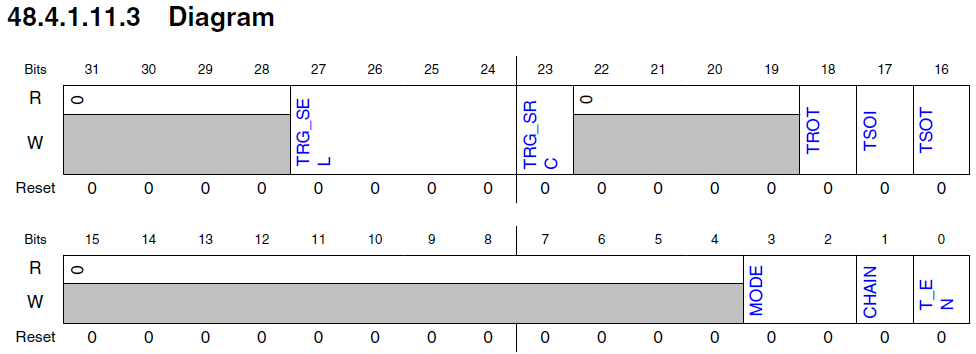 48.4.1.11.3 Diagram
Bits 31 30 29 28 27 26 25 24 23 22 21 20 19 18 17 16
R 0 TRG_SE
L TRG_SR
C 0 TROT TSOI TSOT
W
Reset 0 0 0 0 0 0 0 0 0 0 0 0 0 0 0 0
Bits 15 14 13 12 11 10 9 8 7 6 5 4 3 2 1 0
R 0 MODE CHAIN T_E
N
W
Reset 0 0 0 0 0 0 0 0 0 0 0 0 0 0 0 0